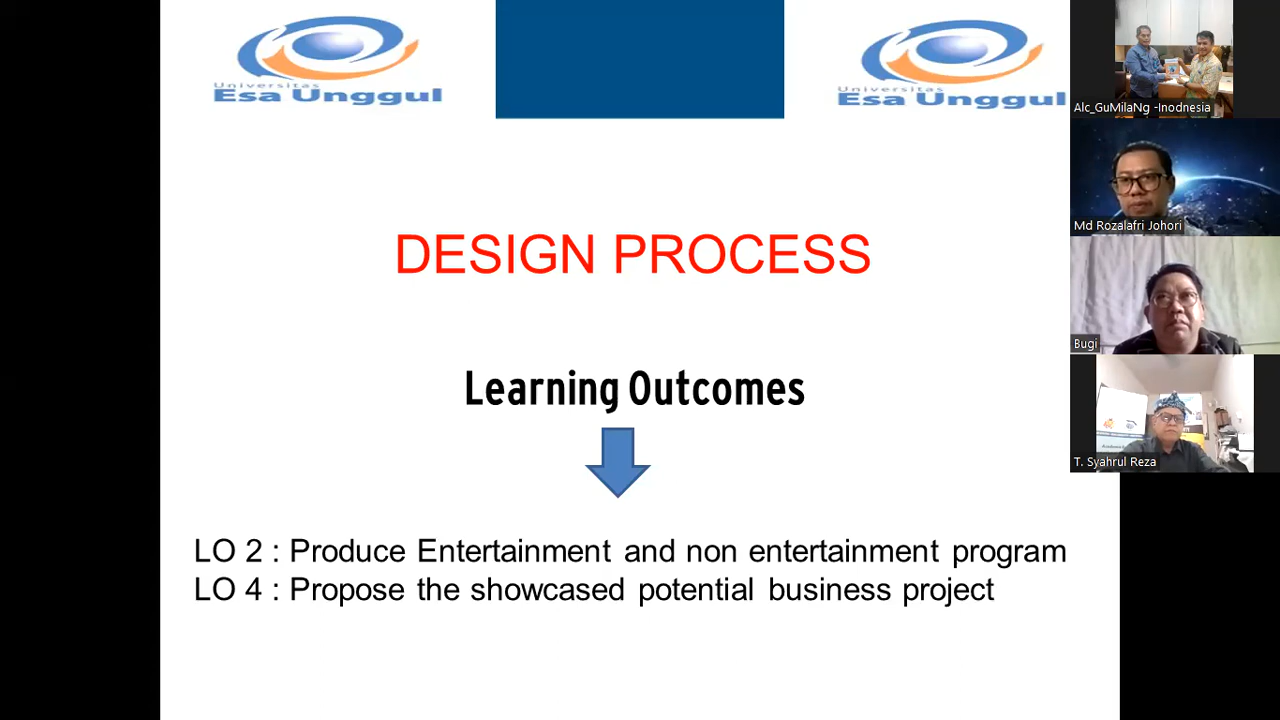 Universitas
Esa Unggul
Universitas
Esa Unggul
DESIGN PROCESS
Learning Outcomes
LO 2 : Produce Entertainment and non entertainment program
LO 4 : Propose the showcased potential business project
Alc_GuMilaNg -Inodnesia
Md Rozalafri Johori
Bugi
T. Syahrul Reza